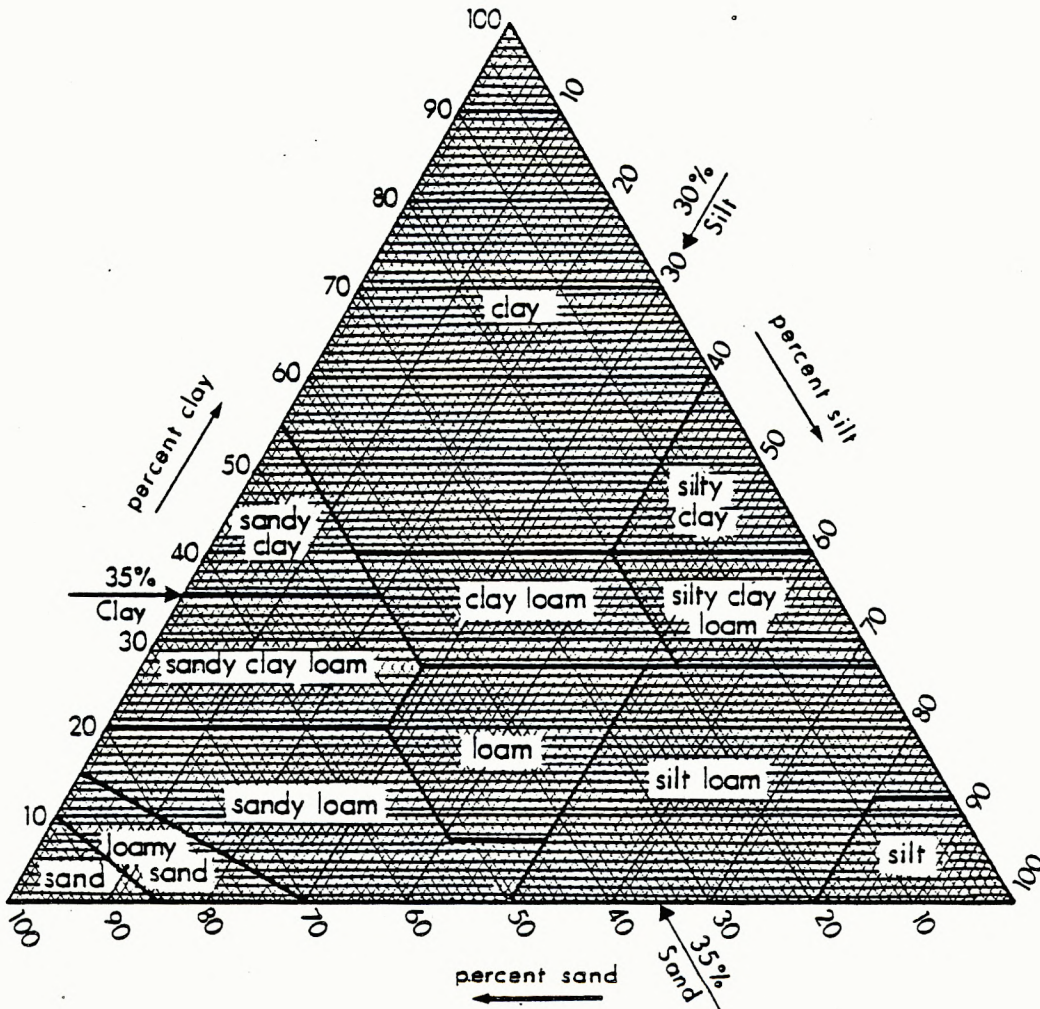 100
90
80
70
60
50
40
30
20
10
percent clay
35%
Clay
10
20
30
40
50
60
70
80
90
100
30%
Silt
percent silt
clay
silty
clay
sandy
clay
clay loam
silty clay
loam
sandy clay loam
loam
silt loam
sandy loam
loamy
sand
sand
silt
100
90
80
70
60
50
40
30
20
10
35%
Sand
percent sand